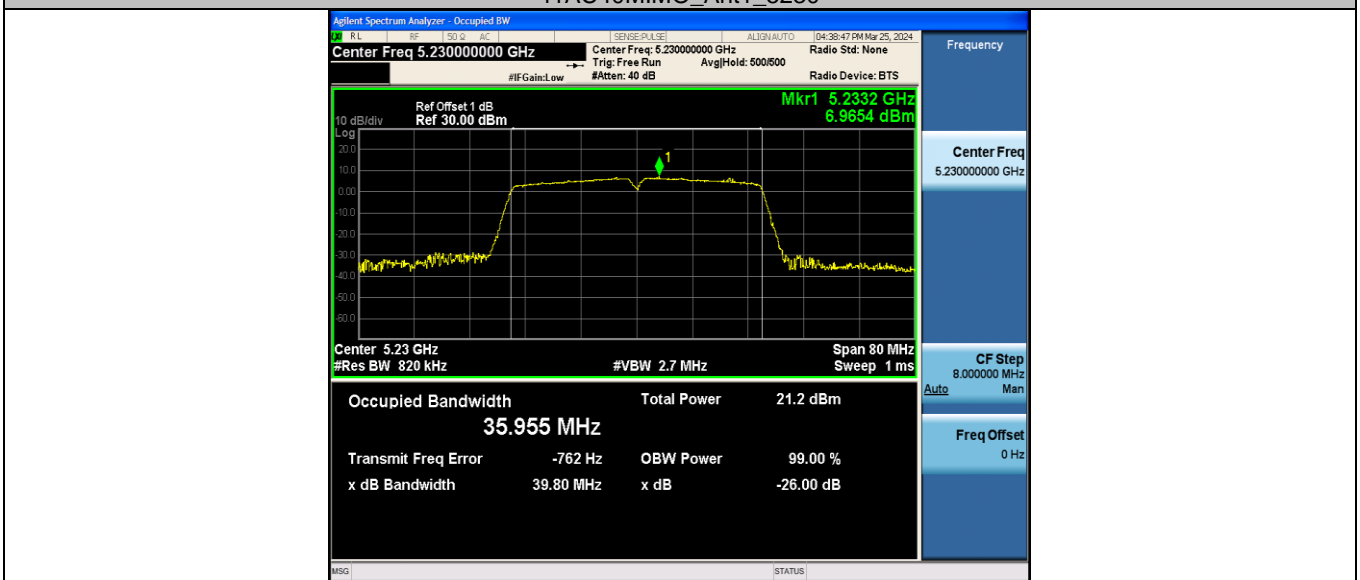 Agilent Spectrum Analyzer - Occupied BW
RL RF 50 Ω AC SENSE:PULSE ALIGN AUTO 04:38:47 PM Mar 25, 2024
Center Freq 5.230000000 GHz Center Freq: 5.230000000 GHz Radio Std: None Frequency
Trig: Free Run Avg|Hold: 500/500
#IFGain:Low #Atten: 40 dB Radio Device: BTS
Ref Offset 1 dB Mkr1 5.2332 GHz
10 dB/div Ref 30.00 dBm 6.9654 dBm
Log
20.0
10.0
0.00
-10.0
-20.0
-30.0
-40.0
-50.0
-60.0
1
Center Freq
5.230000000 GHz
Center 5.23 GHz Span 80 MHz
#Res BW 820 kHz #VBW 2.7 MHz Sweep 1 ms
CF Step
8.000000 MHz
Auto Man
Occupied Bandwidth Total Power 21.2 dBm
35.955 MHz
Freq Offset
0 Hz
Transmit Freq Error -762 Hz OBW Power 99.00 %
x dB Bandwidth 39.80 MHz x dB -26.00 dB
MSG STATUS